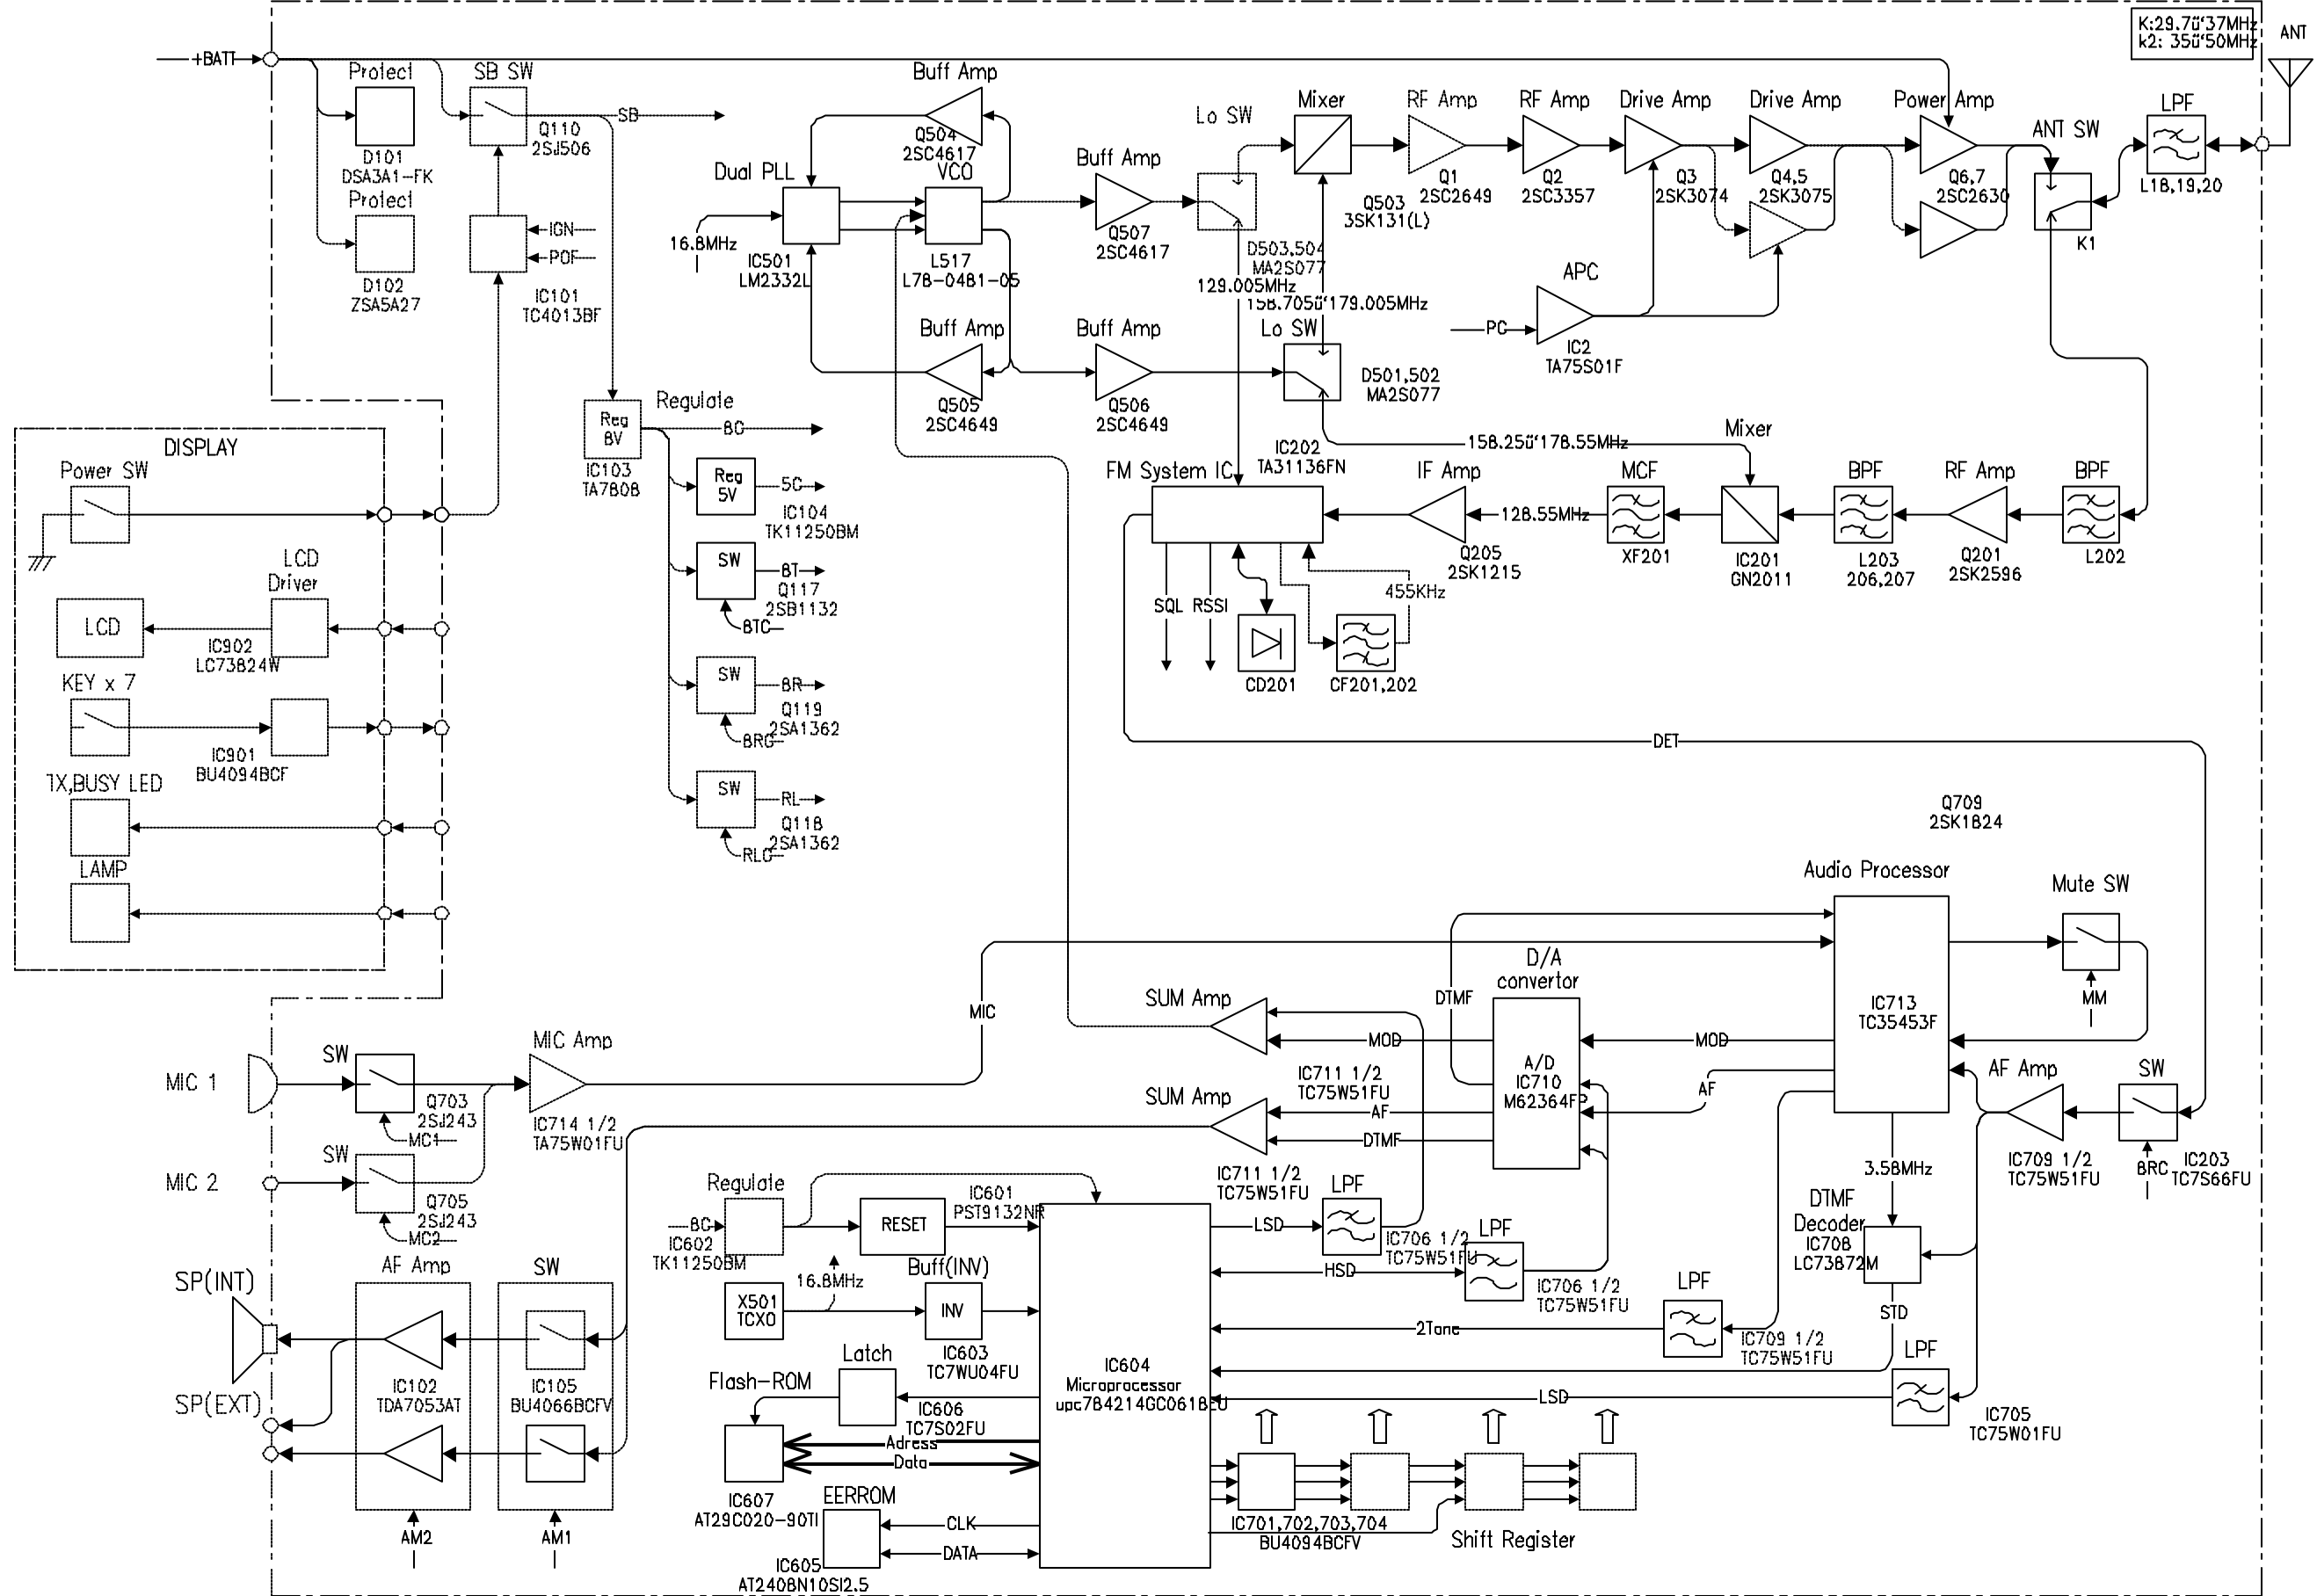 K:29.7ű'37MHz
k2: 35ű'50MHz
ANT
+BATT
Protect
D101
DSA3A1-FK
Protect
D102
ZSA5A27
SB SW
Q110
2SJ506
SB
IGN
POF
IC101
TC4013BF
Buff Amp
Q504
2SC4617
Dual PLL
16.8MHz
IC501
LM2332L
VCO
L517
L78-0481-05
Buff Amp
Q507
2SC4617
Lo SW
D503,504
MA2S077
129.005MHz
158.705ű'179.005MHz
Mixer
Q503
3SK131(L)
RF Amp
Q1
2SC2649
RF Amp
Q2
2SC3357
Drive Amp
Q3
2SK3074
Drive Amp
Q4,5
2SK3075
Power Amp
Q6,7
2SC2630
ANT SW
K1
LPF
L18,19,20
APC
PC
IC2
TA75S01F
Buff Amp
Q505
2SC4649
Buff Amp
Q506
2SC4649
Lo SW
D501,502
MA2S077
158.25ű'178.55MHz
Regulate
Reg
8V
IC103
TA7808
8C
Reg
5V
5C
IC104
TK11250BM
SW
8T
Q117
2SB1132
8TC
SW
8R
Q119
2SA1362
8RC
SW
RL
Q118
2SA1362
RLC
FM System IC
IC202
TA31136FN
IF Amp
Q205
2SK1215
128.55MHz
MCF
XF201
Mixer
IC201
GN2011
BPF
L203
206,207
RF Amp
Q201
2SK2596
BPF
L202
SQL
RSSI
CD201
455KHz
CF201,202
DET
DISPLAY
Power SW
LCD
Driver
LCD
IC902
LC73824W
KEY x 7
IC901
BU4094BCF
TX,BUSY LED
LAMP
Q709
2SK1824
Audio Processor
IC713
TC35453F
Mute SW
MM
D/A
convertor
A/D
IC710
M62364FP
DTMF
MIC
SUM Amp
MOD
MOD
IC711 1/2
TC75W51FU
SUM Amp
AF
AF
DTMF
IC711 1/2
TC75W51FU
AF Amp
IC709 1/2
TC75W51FU
SW
8RC
IC203
TC7S66FU
3.58MHz
DTMF
Decoder
IC708
LC73872M
STD
MIC 1
SW
Q703
2SJ243
MC1
MIC Amp
IC714 1/2
TA75W01FU
MIC 2
SW
Q705
2SJ243
MC2
SP(INT)
SP(EXT)
AF Amp
IC102
TDA7053AT
AM2
SW
IC105
BU4066BCFV
AM1
Regulate
8C
IC602
TK11250BM
RESET
IC601
PST9132NR
X501
TCXO
16.8MHz
Buff(INV)
INV
IC603
TC7WU04FU
Latch
IC606
TC7S02FU
Flash-ROM
Adress
Data
IC607
AT29C020-90TI
EERROM
CLK
DATA
IC605
AT2408N10SI2.5
IC604
Microprocessor
upc784214GC0618EU
LSD
LPF
IC706 1/2
TC75W51FU
HSD
LPF
IC706 1/2
TC75W51FU
2Tone
LPF
IC709 1/2
TC75W51FU
LSD
LPF
IC705
TC75W01FU
IC701,702,703,704
BU4094BCFV
Shift Register